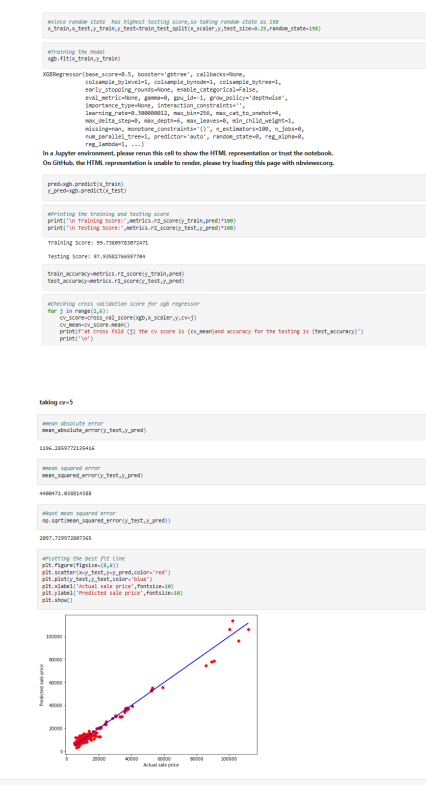 #since random state has highest testing score,so taking random state as 198
x_train,x_test,y_train,y_test=train_test_split(x_scaler,y,test_size=0.25,random_state=198)
#Training the Model
xgb.fit(x_train,y_train)
XGBRegressor(base_score=0.5, booster='gbtree', callbacks=None,
colsample_bylevel=1, colsample_bynode=1, colsample_bytree=1,
early_stopping_rounds=None, enable_categorical=False,
eval_metric=None, gamma=0, gpu_id=-1, grow_policy='depthwise',
importance_type=None, interaction_constraints='',
learning_rate=0.300000012, max_bin=256, max_cat_to_onehot=4,
max_delta_step=0, max_depth=6, max_leaves=0, min_child_weight=1,
missing=nan, monotone_constraints='()', n_estimators=100, n_jobs=0,
num_parallel_tree=1, predictor='auto', random_state=0, reg_alpha=0,
reg_lambda=1, ...)
In a Jupyter environment, please rerun this cell to show the HTML representation or trust the notebook.
On GitHub, the HTML representation is unable to render, please try loading this page with nbviewer.org.
pred=xgb.predict(x_train)
y_pred=xgb.predict(x_test)
#Printing the training and testing score
print('\n Training Score:',metrics.r2_score(y_train,pred)*100)
print('\n Testing Score:',metrics.r2_score(y_test,y_pred)*100)
Training Score: 99.73809783072471
Testing Score: 97.93582766597704
train_accuracy=metrics.r2_score(y_train,pred)
test_accuracy=metrics.r2_score(y_test,y_pred)
#Checking cross validation score for xgb regressor
for j in range(2,6):
cv_score=cross_val_score(xgb,x_scaler,y,cv=j)
cv_mean=cv_score.mean()
print(f'at cross fold {j} the cv score is {cv_mean}and accuracy for the testing is {test_accuracy}')
print('\n')
taking cv=5
#mean absolute error
mean_absolute_error(y_test,y_pred)
1196.2859772135416
#mean squared error
mean_squared_error(y_test,y_pred)
4400471.038814388
#Root mean squared error
np.sqrt(mean_squared_error(y_test,y_pred))
2097.729972807365
#Plotting the best fit line
plt.figure(figsize=(8,6))
plt.scatter(x=y_test,y=y_pred,color='red')
plt.plot(y_test,y_test,color='blue')
plt.xlabel('Actual sale price',fontsize=10)
plt.ylabel('Predicted sale price',fontsize=10)
plt.show()
100000
80000
60000
40000
20000
0
Predicted sale price
0 20000 40000 60000 80000 100000
Actual sale price